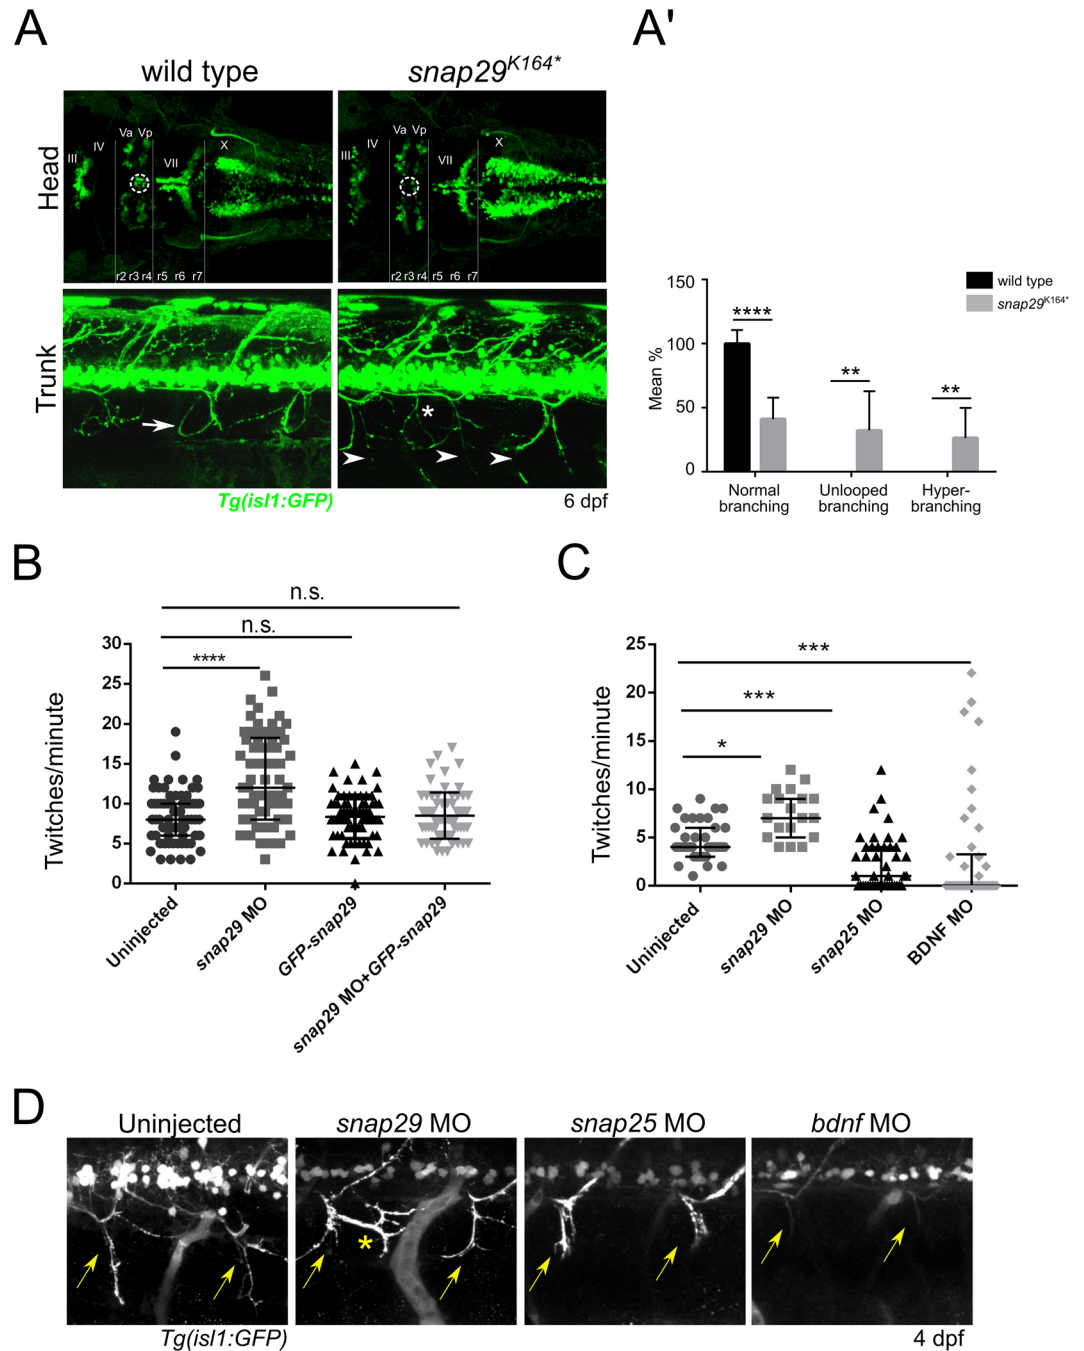 A
A'
wild type
snap29K164*
Head
III
IV
Va
Vp
VII
X
r2 r3 r4 r5 r6 r7
III
IV
Va
Vp
VII
X
r2 r3 r4 r5 r6 r7
Trunk
*
Tg(isl1:GFP)
6 dpf
wild type
snap29K164*
Mean %
150
100
50
0
****
**
**
Normal
branching
Unlooped
branching
Hyper-
branching
B
n.s.
n.s.
****
Twitches/minute
30
25
20
15
10
5
0
Uninjected
snap29 MO
GFP-snap29
snap29 MO+GFP-snap29
C
***
***
*
Twitches/minute
25
20
15
10
5
0
Uninjected
snap29 MO
snap25 MO
BDNF MO
D
Uninjected
snap29 MO
snap25 MO
bdnf MO
*
Tg(isl1:GFP)
4 dpf